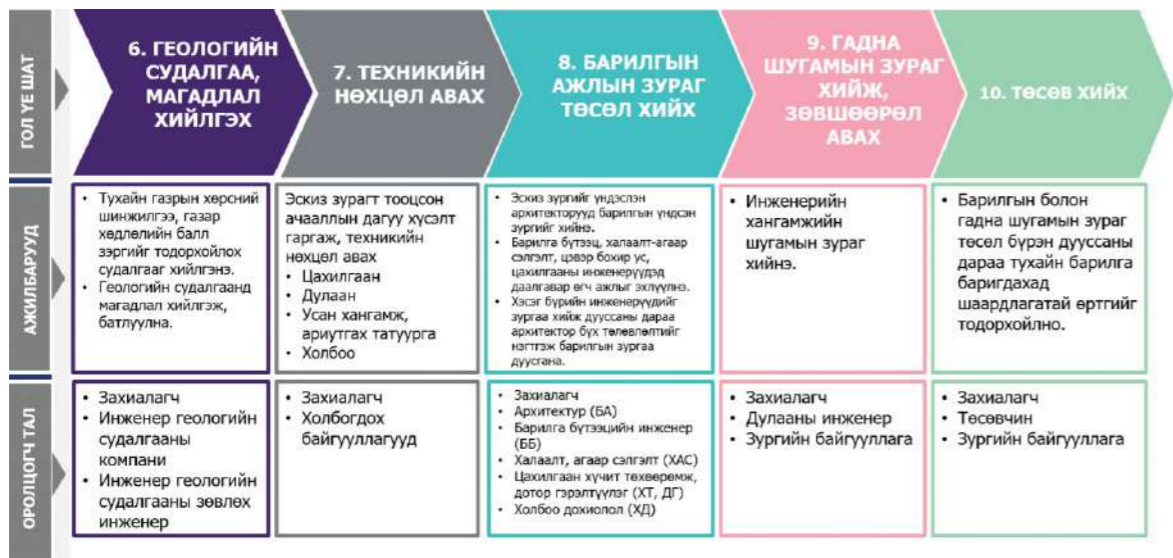 ГОЛ ҮЕ ШАТ
6. ГЕОЛОГИЙН
СУДАЛГАА,
МАГАДЛАЛ
ХИЙЛГЭХ
7. ТЕХНИКИЙН
НӨХЦӨЛ АВАХ
8. БАРИЛГЫН
АЖЛЫН ЗУРАГ
ТӨСӨЛ ХИЙХ
9. ГАДНА
ШУГАМЫН ЗУРАГ
ХИЙЖ,
ЗӨВШӨӨРӨЛ
АВАХ
10. ТӨСӨВ ХИЙХ
АЖИЛБАРУУД
• Тухайн газрын хөрсний
шинжилгээ, газар
хөдлөлийн балл
зэргийг тодорхойлох
судалгааг хийлгэнэ.
• Геологийн судалгаанд
магадлал хийлгэж,
батлуулна.
Эскиз зурагт тооцсон
ачааллын дагуу хүсэлт
гаргаж, техникийн
нөхцөл авах
• Цахилгаан
• Дулаан
• Усан хангамж,
ариутгах татуурга
• Холбоо
• Эскиз зургийг үндэслэн
архитекторууд барилгын үндсэн
зургийг хийнэ.
• Барилга бүтээц, халаалт-агаар
сэлгэлт, цэвэр бохир ус,
цахилгааны инженерүүдэд
даалгавар өгч ажлыг эхлүүлнэ.
• Хэсэг бүрийн инженерүүдийг
зургаа хийж дууссаны дараа
архитектор бүх төлөвлөлтийг
нэгтгэж барилгын зургаа
дуусгана.
• Инженерийн
хангамжийн
шугамын зураг
хийнэ.
• Барилгын болон
гадна шугамын зураг
төсөл бүрэн дууссаны
дараа тухайн барилга
баригдахад
шаардлагатай өртгийг
тодорхойлно.
ОРОЛЦОГЧ ТАЛ
• Захиалагч
• Инженер геологийн
судалгааны
компани
• Инженер геологийн
судалгааны зөвлөх
инженер
• Захиалагч
• Холбогдох
байгууллагууд
• Захиалагч
• Архитектур (БА)
• Барилга бүтээцийн инженер
(ББ)
• Халаалт, агаар сэлгэлт (ХАС)
• Цахилгаан хүчит төхөөрөмж,
дотор гэрэлтүүлэг (ХТ, ДГ)
• Холбоо дохиолол (ХД)
• Захиалагч
• Дулааны инженер
• Зургийн байгууллага
• Захиалагч
• Төсөвчин
• Зургийн байгууллага